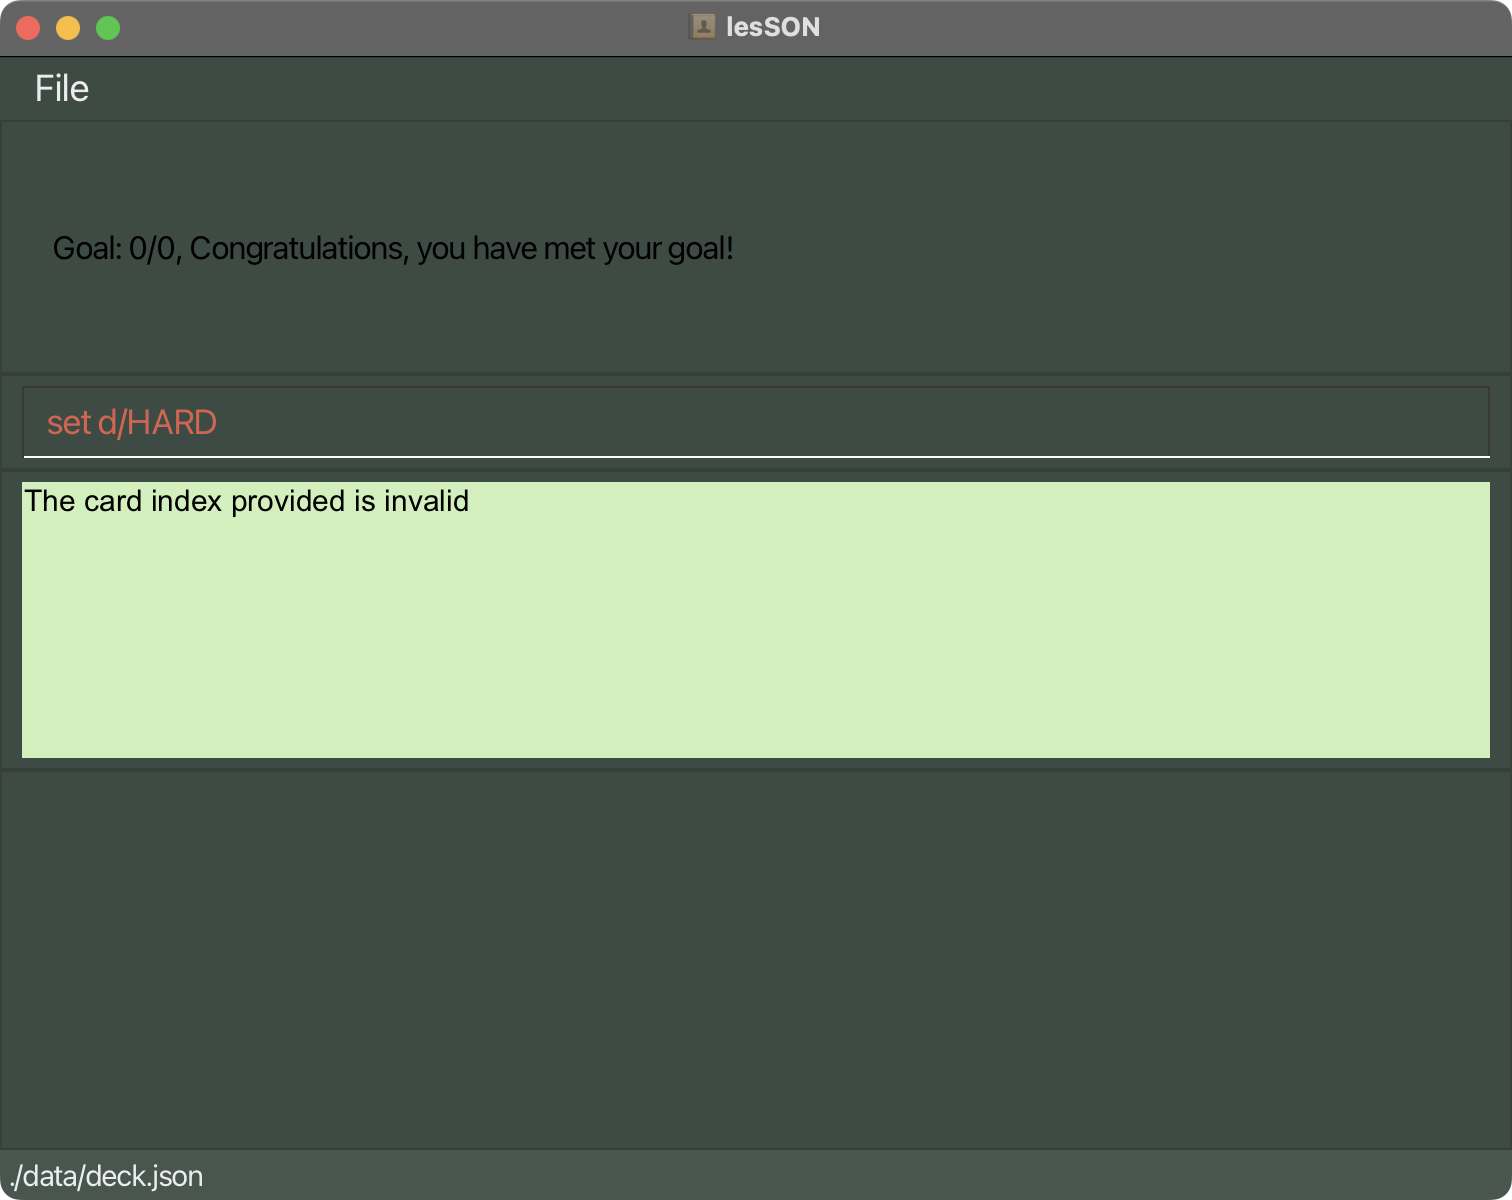 lesSON
File
Goal: 0/0, Congratulations, you have met your goal!
set d/HARD
The card index provided is invalid
./data/deck.json